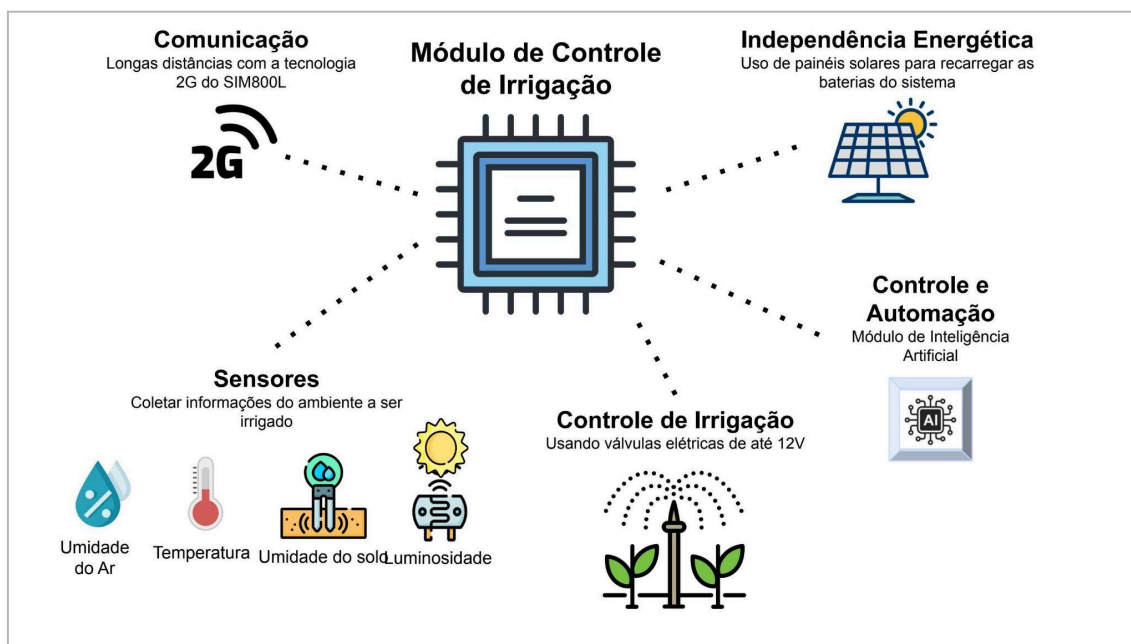 Comunicação
Longas distâncias com a tecnologia
2G do SIM800L
2G
Módulo de Controle
de Irrigação
Independência Energética
Uso de painéis solares para recarregar as
baterias do sistema
Controle e
Automação
Módulo de Inteligência
Artificial
AI
Sensores
Coletar informações do ambiente a ser
irrigado
%
Umidade
do Ar
Temperatura
Umidade do solo
Luminosidade
Controle de Irrigação
Usando válvulas elétricas de até 12V